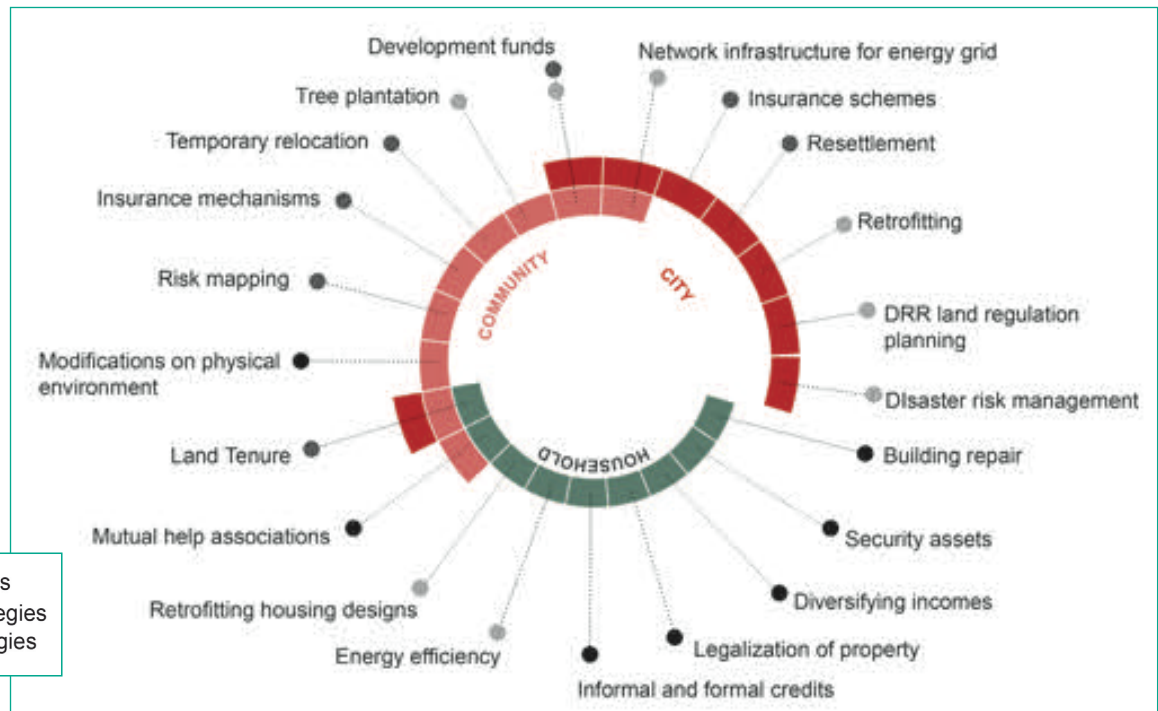 Development funds
Network infrastructure for energy grid
Tree plantation
Insurance schemes
Temporary relocation
Resettlement
Insurance mechanisms
Retrofitting
Risk mapping
DRR land regulation
planning
Modifications on physical
environment
DIsaster risk management
Land Tenure
Building repair
Mutual help associations
Security assets
Retrofitting housing designs
Diversifying incomes
Energy efficiency
Legalization of property
Informal and formal credits
COMMUNITY
CITY
HOUSEHOLD